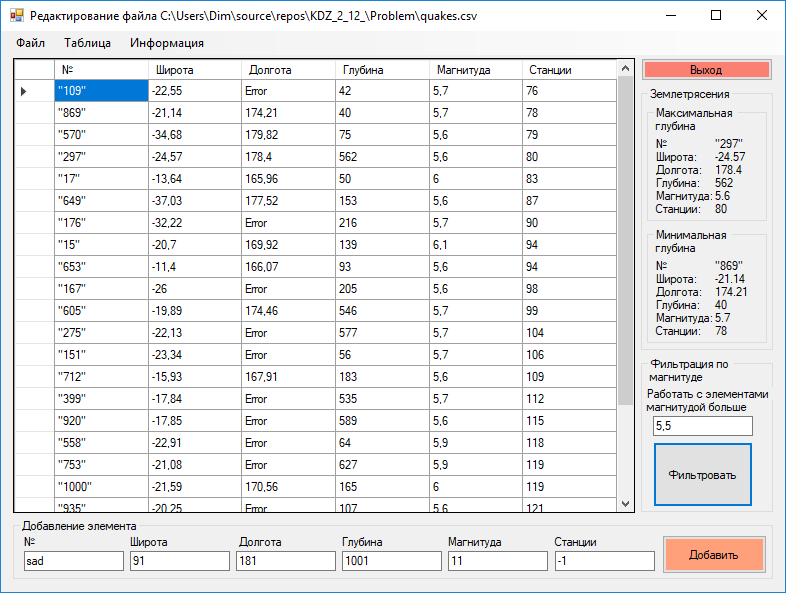 Редактирование файла C:\Users\Dim\source\repos\KDZ_2_12_\Problem\quakes.csv
Файл Таблица Информация
№ Широта Долгота Глубина Магнитуда Станции
"109" -22,55 Error 42 5,7 76
"869" -21,14 174,21 40 5,7 78
"570" -34,68 179,82 75 5,6 79
"297" -24,57 178,4 562 5,6 80
"17" -13,64 165,96 50 6 83
"649" -37,03 177,52 153 5,6 87
"176" -32,22 Error 216 5,7 90
"15" -20,7 169,92 139 6,1 94
"653" -11,4 166,07 93 5,6 94
"167" -26 Error 205 5,6 98
"605" -19,89 174,46 546 5,7 99
"275" -22,13 Error 577 5,7 104
"151" -23,34 Error 56 5,7 106
"712" -15,93 167,91 183 5,6 109
"399" -17,84 Error 535 5,7 112
"920" -17,85 Error 589 5,6 115
"558" -22,91 Error 64 5,9 118
"753" -21,08 Error 627 5,9 119
"1000" -21,59 170,56 165 6 119
"935" -20,25 Error 107 5,6 121
Выход
Землетрясения
Максимальная
глубина
№ "297"
Широта: -24.57
Долгота: 178.4
Глубина: 562
Магнитуда: 5.6
Станции: 80
Минимальная
глубина
№ "869"
Широта: -21.14
Долгота: 174.21
Глубина: 40
Магнитуда: 5.7
Станции: 78
Фильтрация по
магнитуде
Работать с элементами
магнитудой больше
5,5
Фильтровать
Добавление элемента
№ Широта Долгота Глубина Магнитуда Станции
sad 91 181 1001 11 -1
Добавить